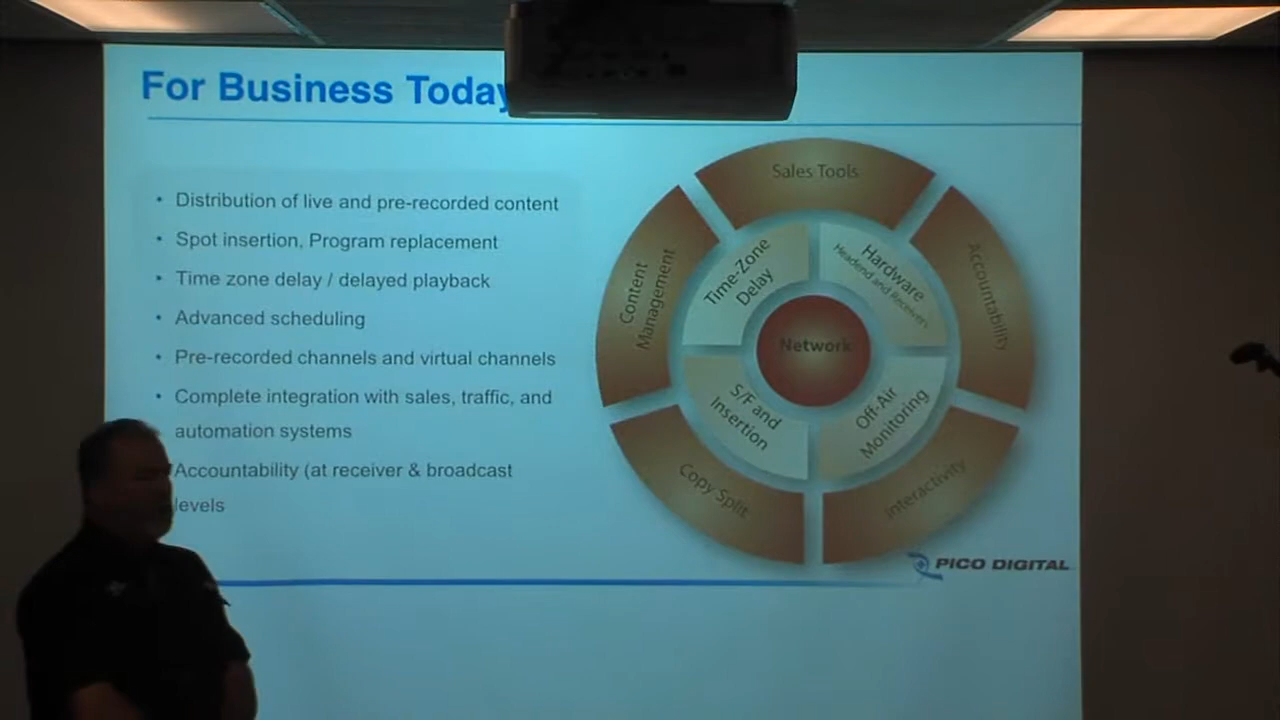 For Business Today
• Distribution of live and pre-recorded content
• Spot insertion, Program replacement
• Time zone delay / delayed playback
• Advanced scheduling
• Pre-recorded channels and virtual channels
• Complete integration with sales, traffic, and
automation systems
Accountability (at receiver & broadcast
levels
Sales Tools
Content
Management
Accountability
Time-Zone
Delay
Hardware
Headend and Receivers
Network
S/F and
Insertion
Off-Air
Monitoring
Copy Split
Interactivity
PICO DIGITAL